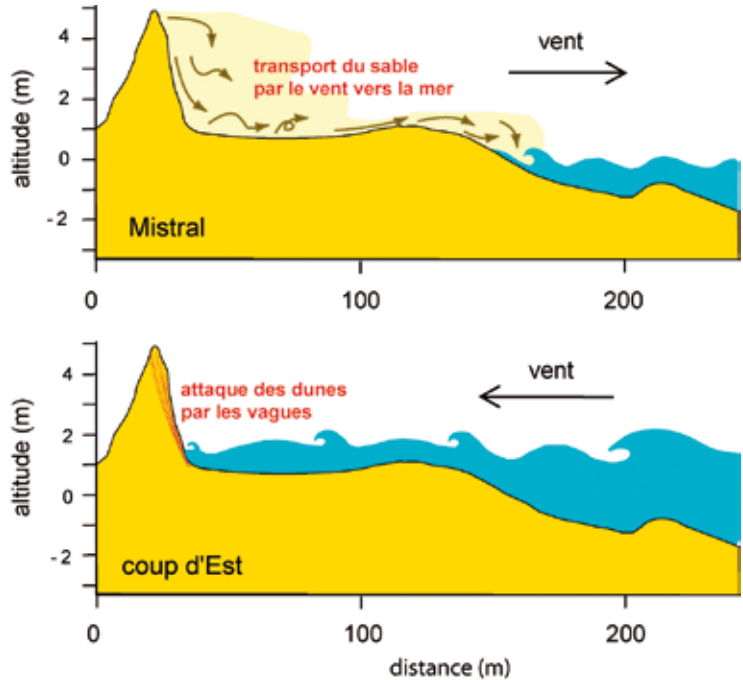 altitude (m)
4
2
0
-2
transport du sable
par le vent vers la mer
vent
Mistral
0
100
200
altitude (m)
4
2
0
-2
attaque des dunes
par les vagues
vent
coup d'Est
0
100
200
distance (m)